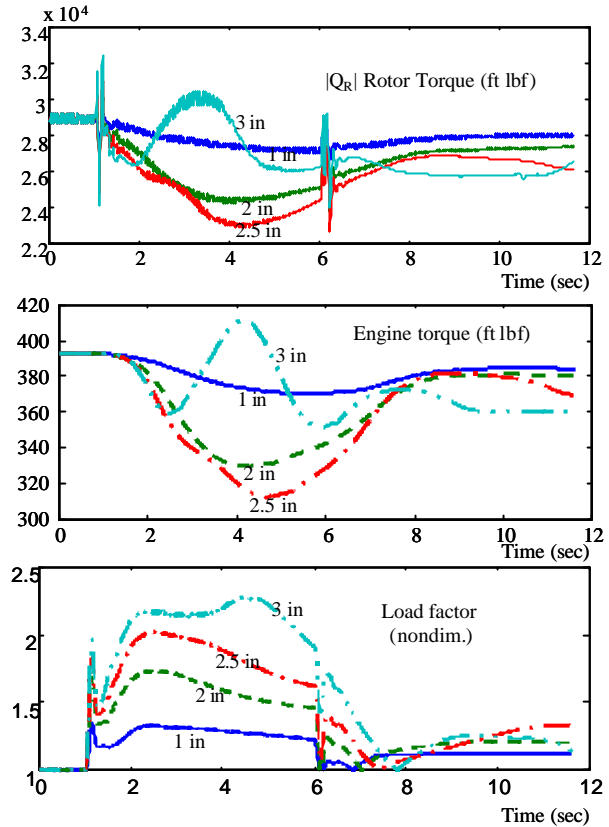 x 10⁴
3.4
|Q_R| Rotor Torque (ft lbf)
3.2
3 in
3
1 in
2.8
2.6
2 in
2.4
2.5 in
2.2
0 2 4 6 8 10 12
Time (sec)
420
Engine torque (ft lbf)
400
3 in
380
1 in
360
340
2 in
320
2.5 in
300
0 2 4 6 8 10 12
Time (sec)
2.5
3 in
Load factor
(nondim.)
2
2.5 in
2 in
1.5
1 in
1
0 2 4 6 8 10 12
Time (sec)